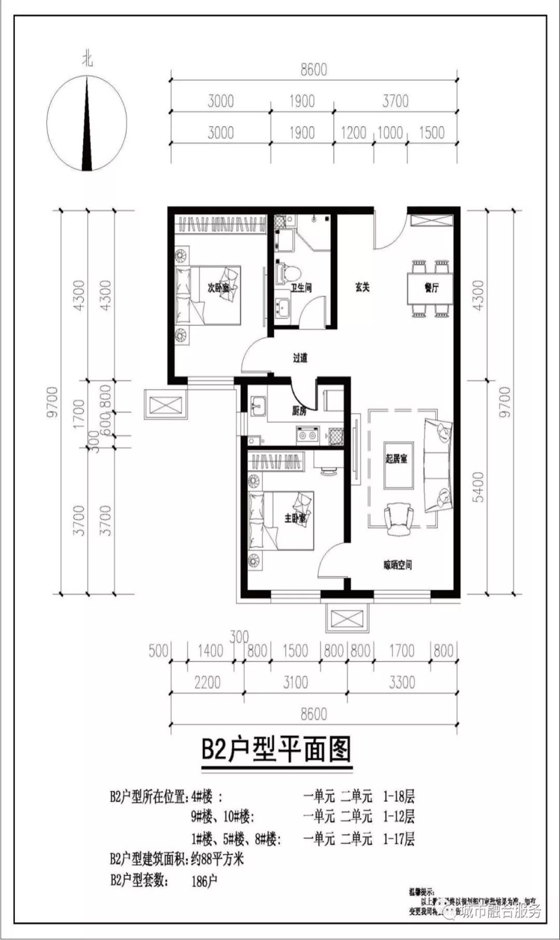 北
8600
3000 1900 3700
3000 1900 1200 1000 1500
9700
4300 4300
1700
300
600 800
3700 3700
4300
9700
5400
次卧室
卫生间
玄关
餐厅
过道
厨房
起居室
主卧室
晾晒空间
500 1400 300 800 1500 800 800 1700 800
2200 3100 3300
8600
B2户型平面图
B2户型所在位置: 4#楼 : 一单元 二单元 1-18层
9#楼、10#楼: 一单元 二单元 1-12层
1#楼、5#楼、8#楼: 一单元 二单元 1-17层
B2户型建筑面积: 约88平方米
B2户型套数: 186户
温馨提示:
城市融合服务